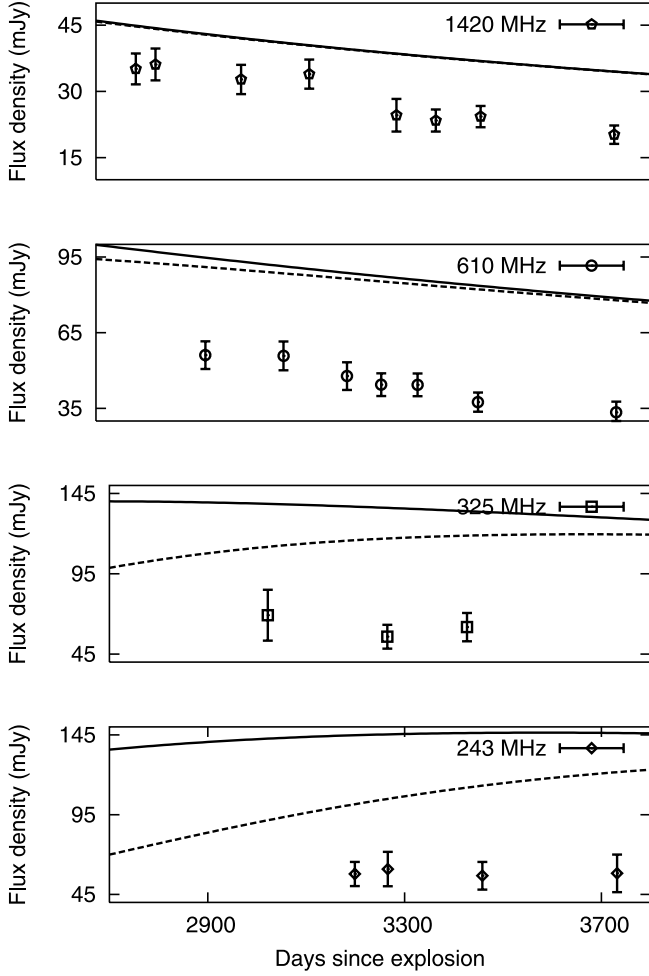 1420 MHz
45
30
15
Flux density (mJy)
610 MHz
95
65
35
Flux density (mJy)
325 MHz
145
95
45
Flux density (mJy)
243 MHz
145
95
45
Flux density (mJy)
2900 3300 3700
Days since explosion